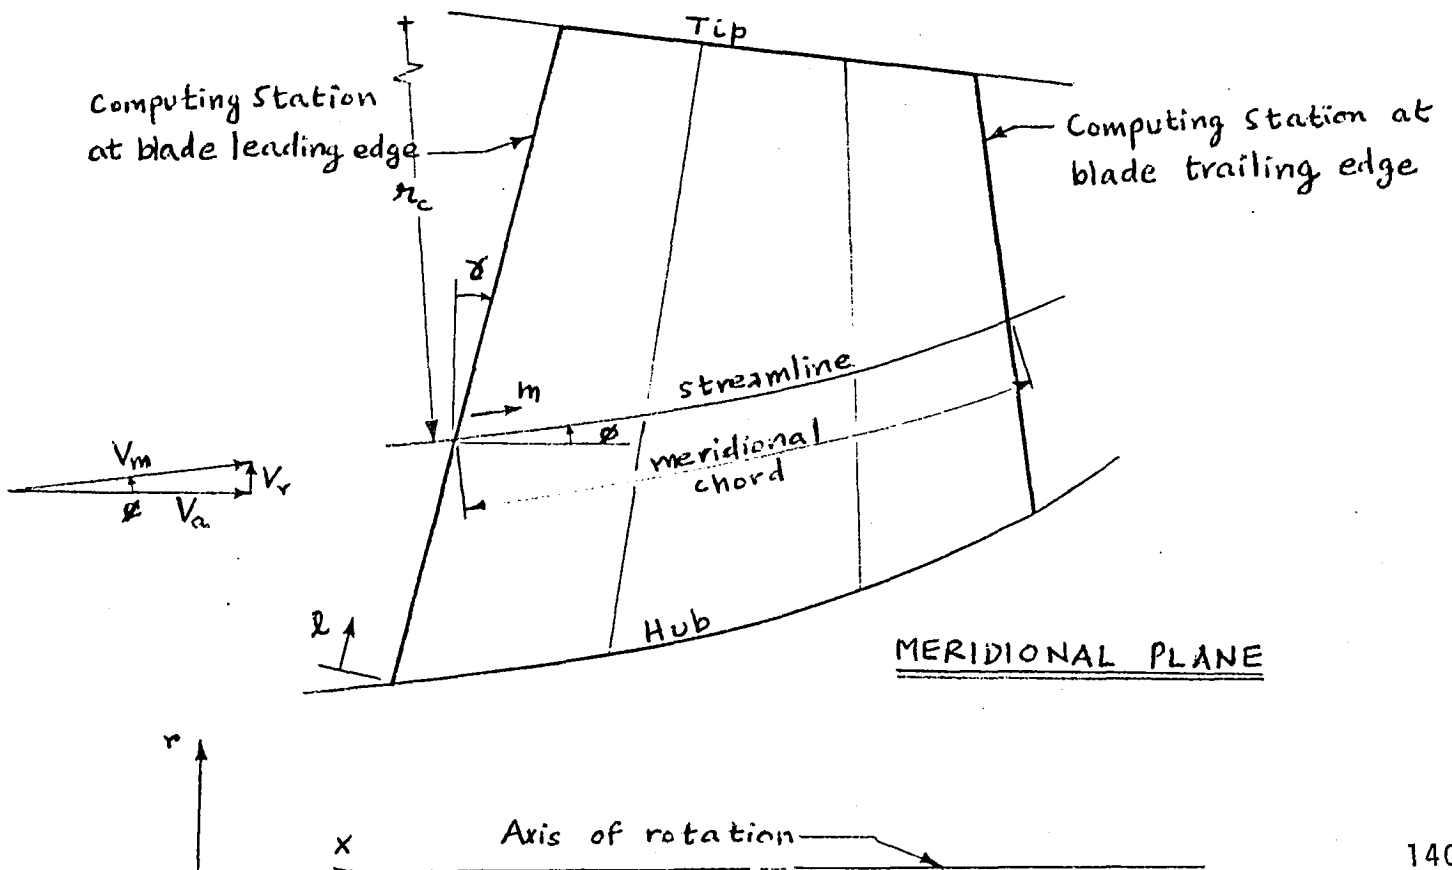 Tip
Computing Station
at blade leading edge
Computing Station at
blade trailing edge
r_c
γ
m
streamline
φ
meridional
chord
V_m
V_r
φ
V_a
l
Hub
MERIDIONAL PLANE
r
X
Axis of rotation
140